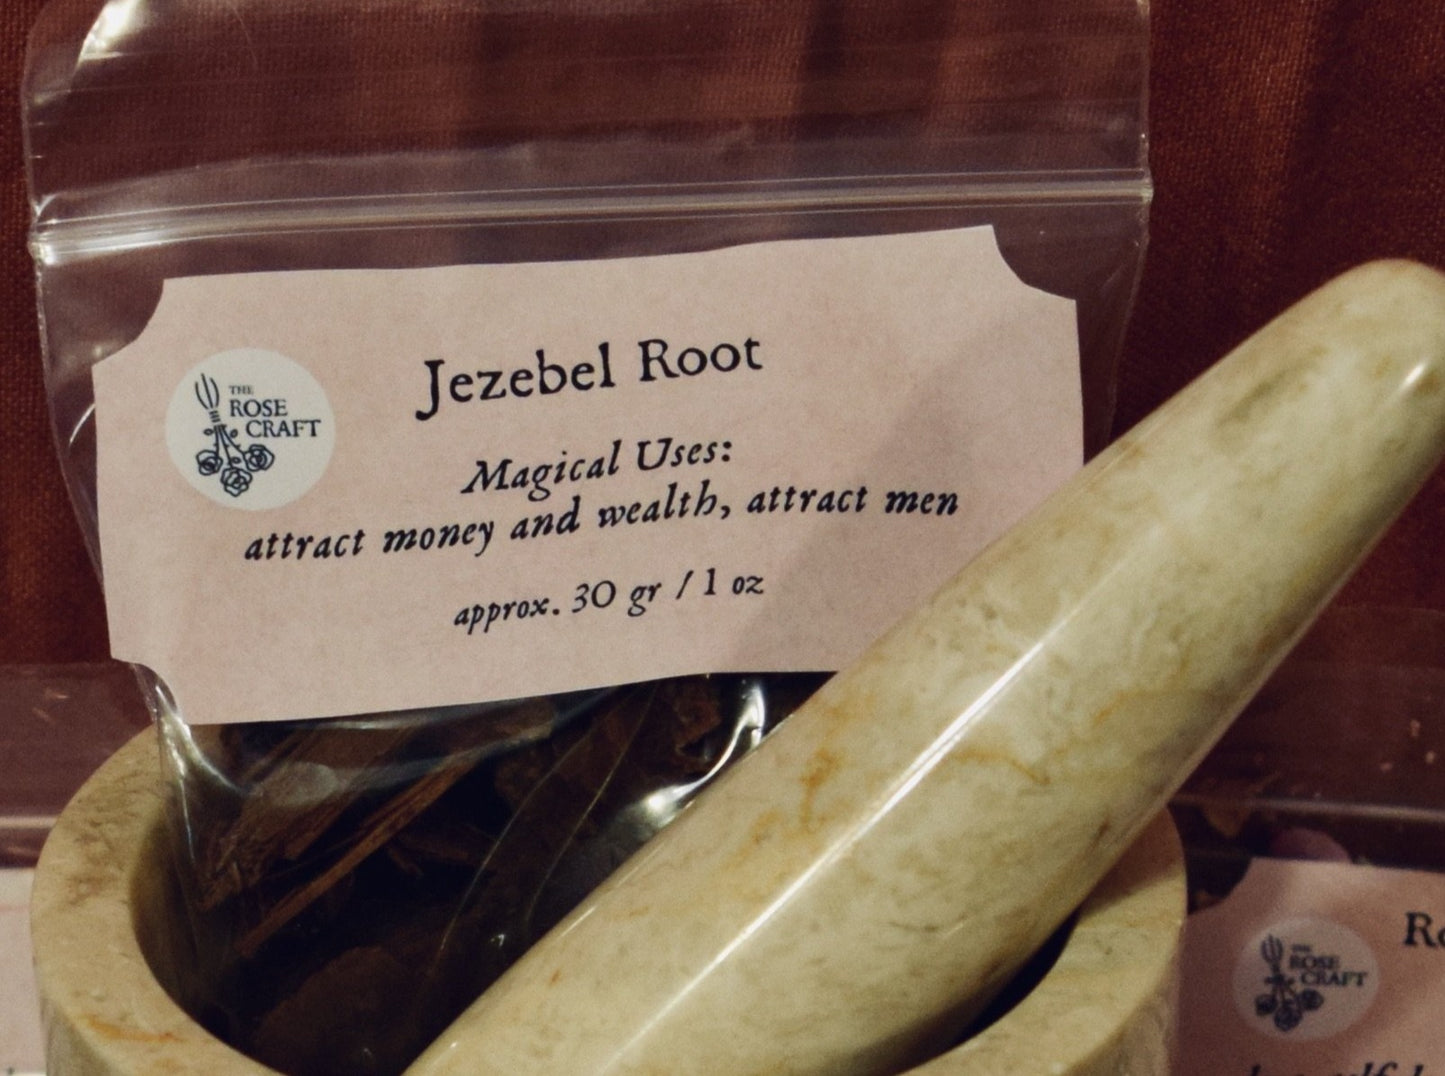 Jezebel Root
THE
ROSE
CRAFT
Magical Uses:
attract money and wealth, attract men
approx. 30 gr / 1 oz
THE
ROSE
CRAFT